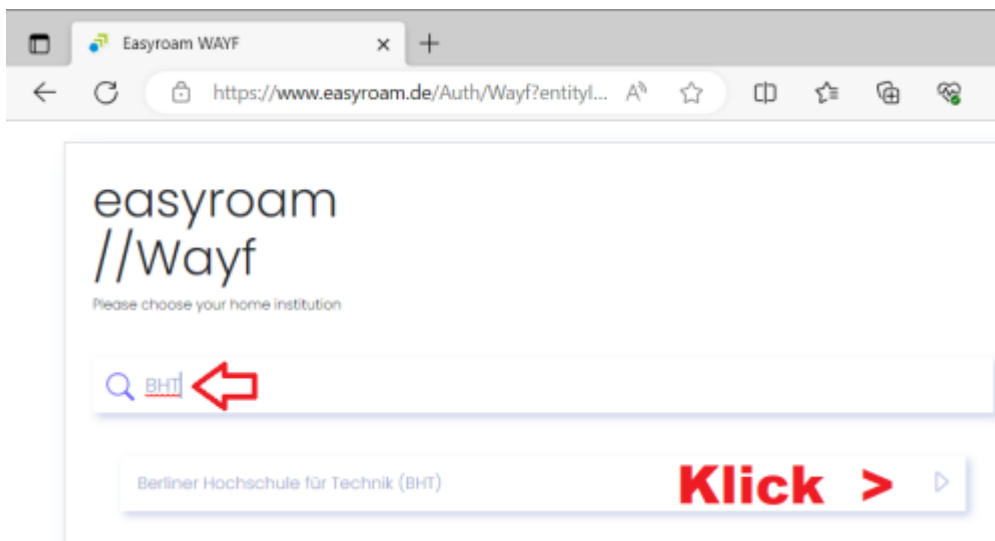 Easyroam WAYF
https://www.easyroam.de/Auth/Wayf?entityI...
easyroam
//Wayf
Please choose your home institution
BHT
Berliner Hochschule für Technik (BHT) Klick >